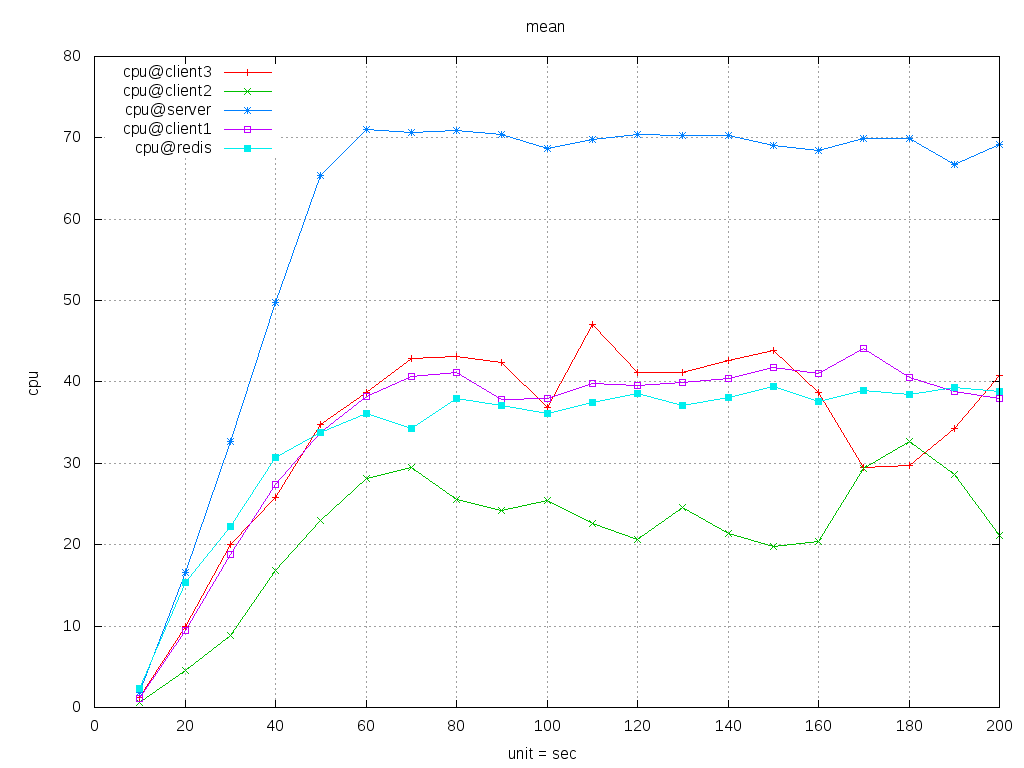 mean
80
70
60
50
40
30
20
10
0
cpu
cpu@client3
cpu@client2
cpu@server
cpu@client1
cpu@redis
0 20 40 60 80 100 120 140 160 180 200
unit = sec